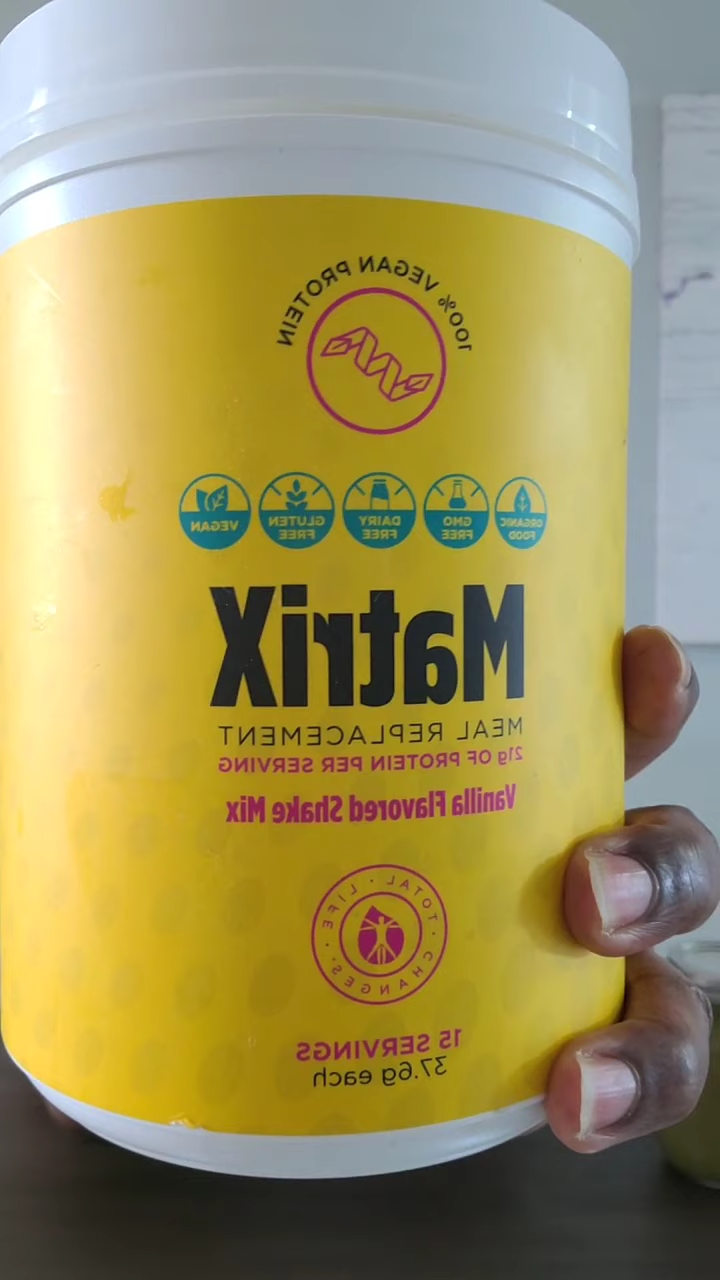 100% VEGAN PROTEIN
ORGANIC FOOD
GMO FREE
DAIRY FREE
GLUTEN FREE
VEGAN
MatriX
MEAL REPLACEMENT
21g OF PROTEIN PER SERVING
Vanilla Flavored Shake Mix
TOTAL · LIFE · CHANGES ·
15 SERVINGS
37.6g each